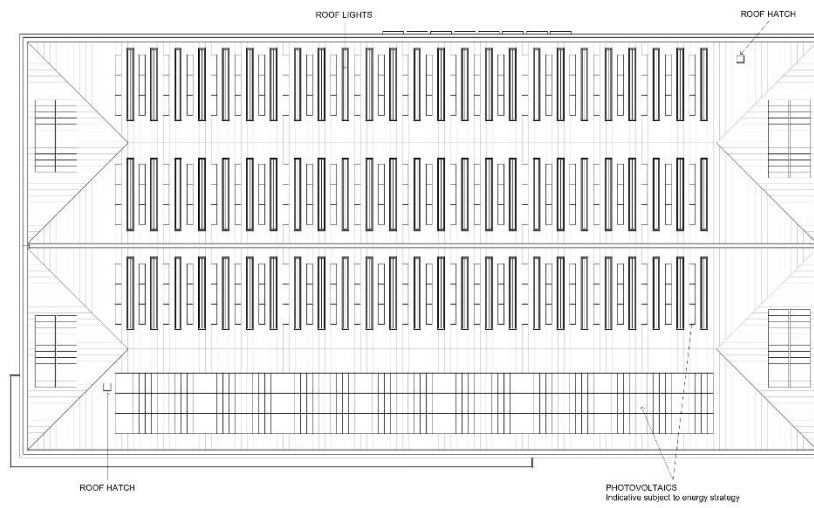 ROOF LIGHTS
ROOF HATCH
ROOF HATCH
PHOTOVOLTAICS
Indicative subject to energy strategy